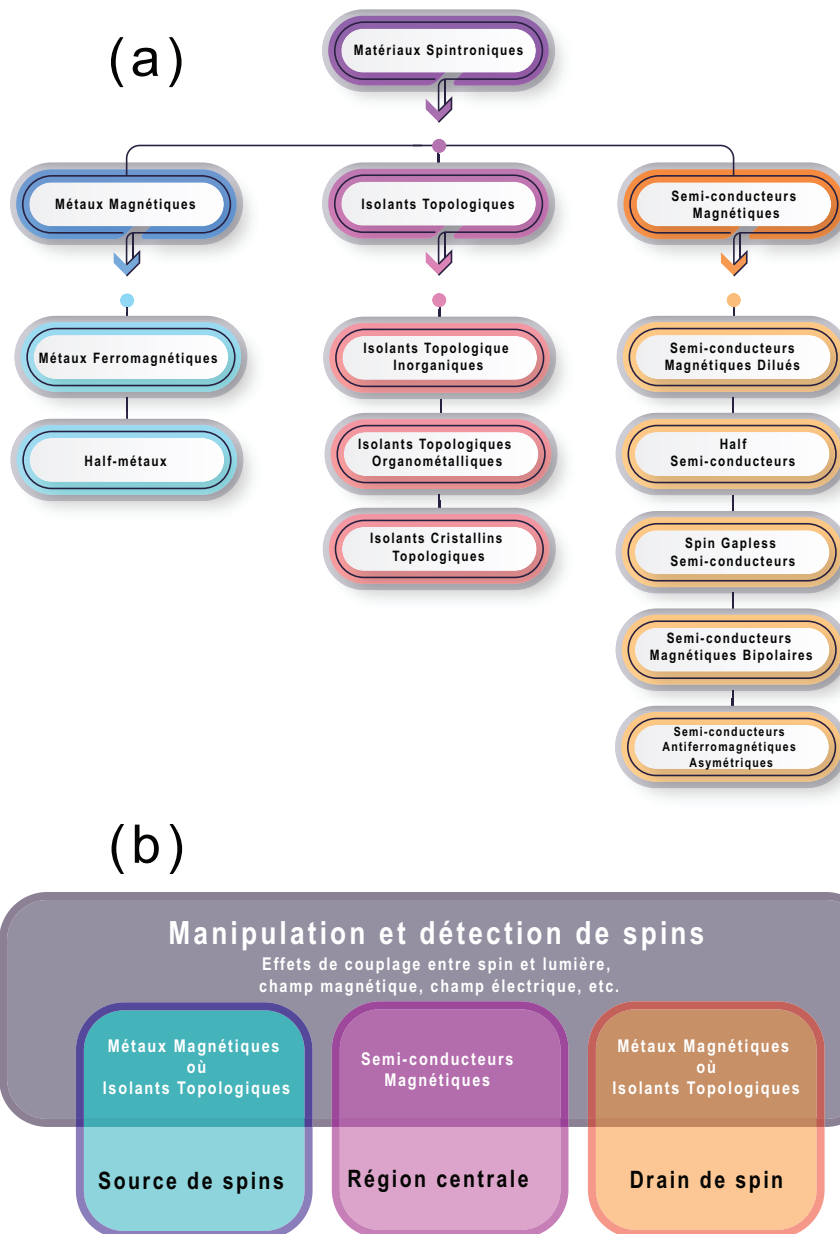 (a)
Matériaux Spintroniques
Métaux Magnétiques
Isolants Topologiques
Semi-conducteurs
Magnétiques
Métaux Ferromagnétiques
Half-métaux
Isolants Topologique
Inorganiques
Isolants Topologiques
Organométalliques
Isolants Cristallins
Topologiques
Semi-conducteurs
Magnétiques Dilués
Half
Semi-conducteurs
Spin Gapless
Semi-conducteurs
Semi-conducteurs
Magnétiques Bipolaires
Semi-conducteurs
Antiferromagnétiques
Asymétriques
(b)
Manipulation et détection de spins
Effets de couplage entre spin et lumière,
champ magnétique, champ électrique, etc.
Métaux Magnétiques
où
Isolants Topologiques
Source de spins
Semi-conducteurs
Magnétiques
Région centrale
Métaux Magnétiques
où
Isolants Topologiques
Drain de spin